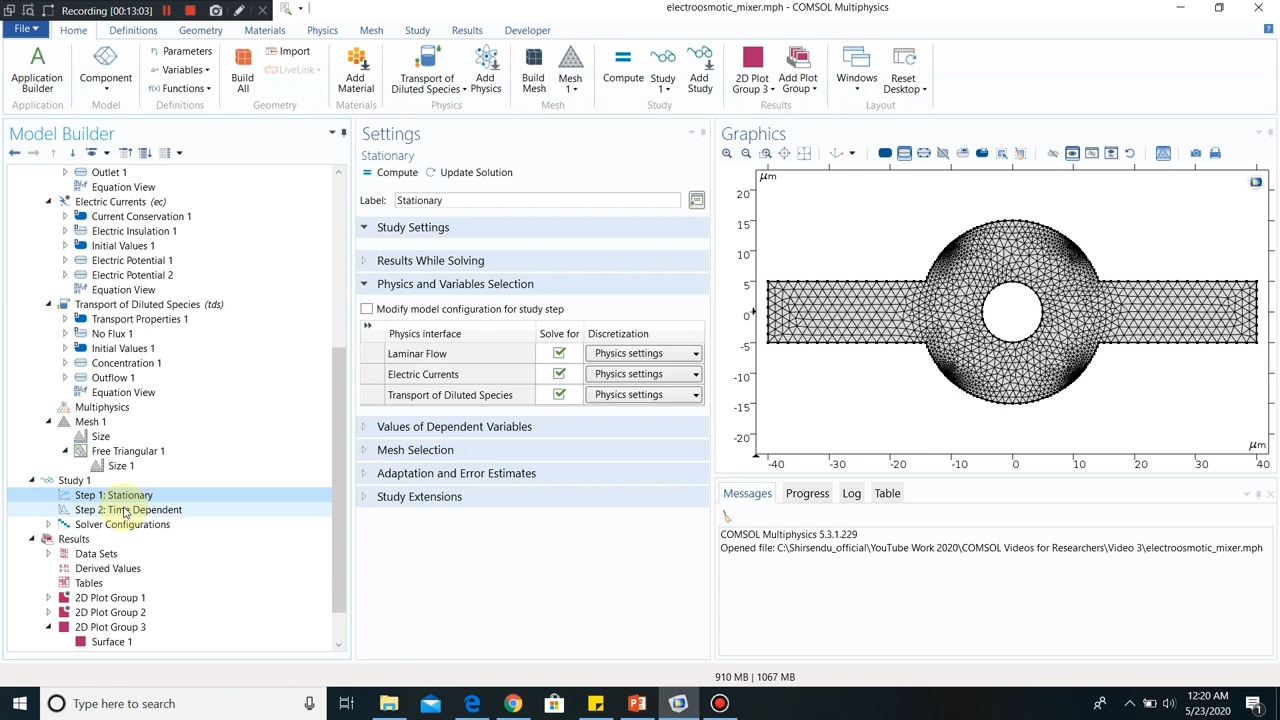 Recording [00:13:03]
electroosmotic_mixer.mph - COMSOL Multiphysics
File
Home
Definitions
Geometry
Materials
Physics
Mesh
Study
Results
Developer
Application Builder
Application
Component
Model
Parameters
Variables
Functions
Definitions
Build All
Import
LiveLink
Geometry
Add Material
Materials
Transport of Diluted Species
Add Physics
Physics
Build Mesh
Mesh 1
Mesh
Compute
Study 1
Add Study
Study
2D Plot Group 3
Add Plot Group
Results
Windows
Reset Desktop
Layout
Model Builder
Outlet 1
Equation View
Electric Currents (ec)
Current Conservation 1
Electric Insulation 1
Initial Values 1
Electric Potential 1
Electric Potential 2
Equation View
Transport of Diluted Species (tds)
Transport Properties 1
No Flux 1
Initial Values 1
Concentration 1
Outflow 1
Equation View
Multiphysics
Mesh 1
Size
Free Triangular 1
Size 1
Study 1
Step 1: Stationary
Step 2: Time Dependent
Solver Configurations
Results
Data Sets
Derived Values
Tables
2D Plot Group 1
2D Plot Group 2
2D Plot Group 3
Surface 1
Settings
Stationary
= Compute
Update Solution
Label: Stationary
Study Settings
Results While Solving
Physics and Variables Selection
Modify model configuration for study step
Physics interface Solve for Discretization
Laminar Flow Physics settings
Electric Currents Physics settings
Transport of Diluted Species Physics settings
Values of Dependent Variables
Mesh Selection
Adaptation and Error Estimates
Study Extensions
Graphics
μm
20
15
10
5
0
-5
-10
-15
-20
μm
-40 -30 -20 -10 0 10 20 30 40
Messages
Progress
Log
Table
COMSOL Multiphysics 5.3.1.229
Opened file: C:\Shirsendu_official\YouTube Work 2020\COMSOL Videos for Researchers\Video 3\electroosmotic_mixer.mph
910 MB | 1067 MB
Type here to search
12:20 AM
5/23/2020
1